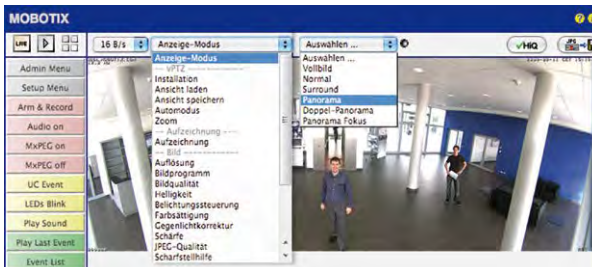 MOBOTIX
LIVE
16 B/s
Anzeige-Modus
Auswählen ...
HiQ
JPG
Admin Menu
Setup Menu
Arm & Record
Audio on
MxPEG on
MxPEG off
UC Event
LEDs Blink
Play Sound
Play Last Event
Event List
Anzeige-Modus
-- vPTZ --------------
Installation
Ansicht laden
Ansicht speichern
Automodus
Zoom
--- Aufzeichnung ----
Aufzeichnung
--- Bild --------------
Auflösung
Bildprogramm
Bildqualität
Helligkeit
Belichtungssteuerung
Farbsättigung
Gegenlichtkorrektur
Schärfe
JPEG-Qualität
Scharfstellhilfe
Auswählen ...
Vollbild
Normal
Surround
Panorama
Doppel-Panorama
Panorama Fokus